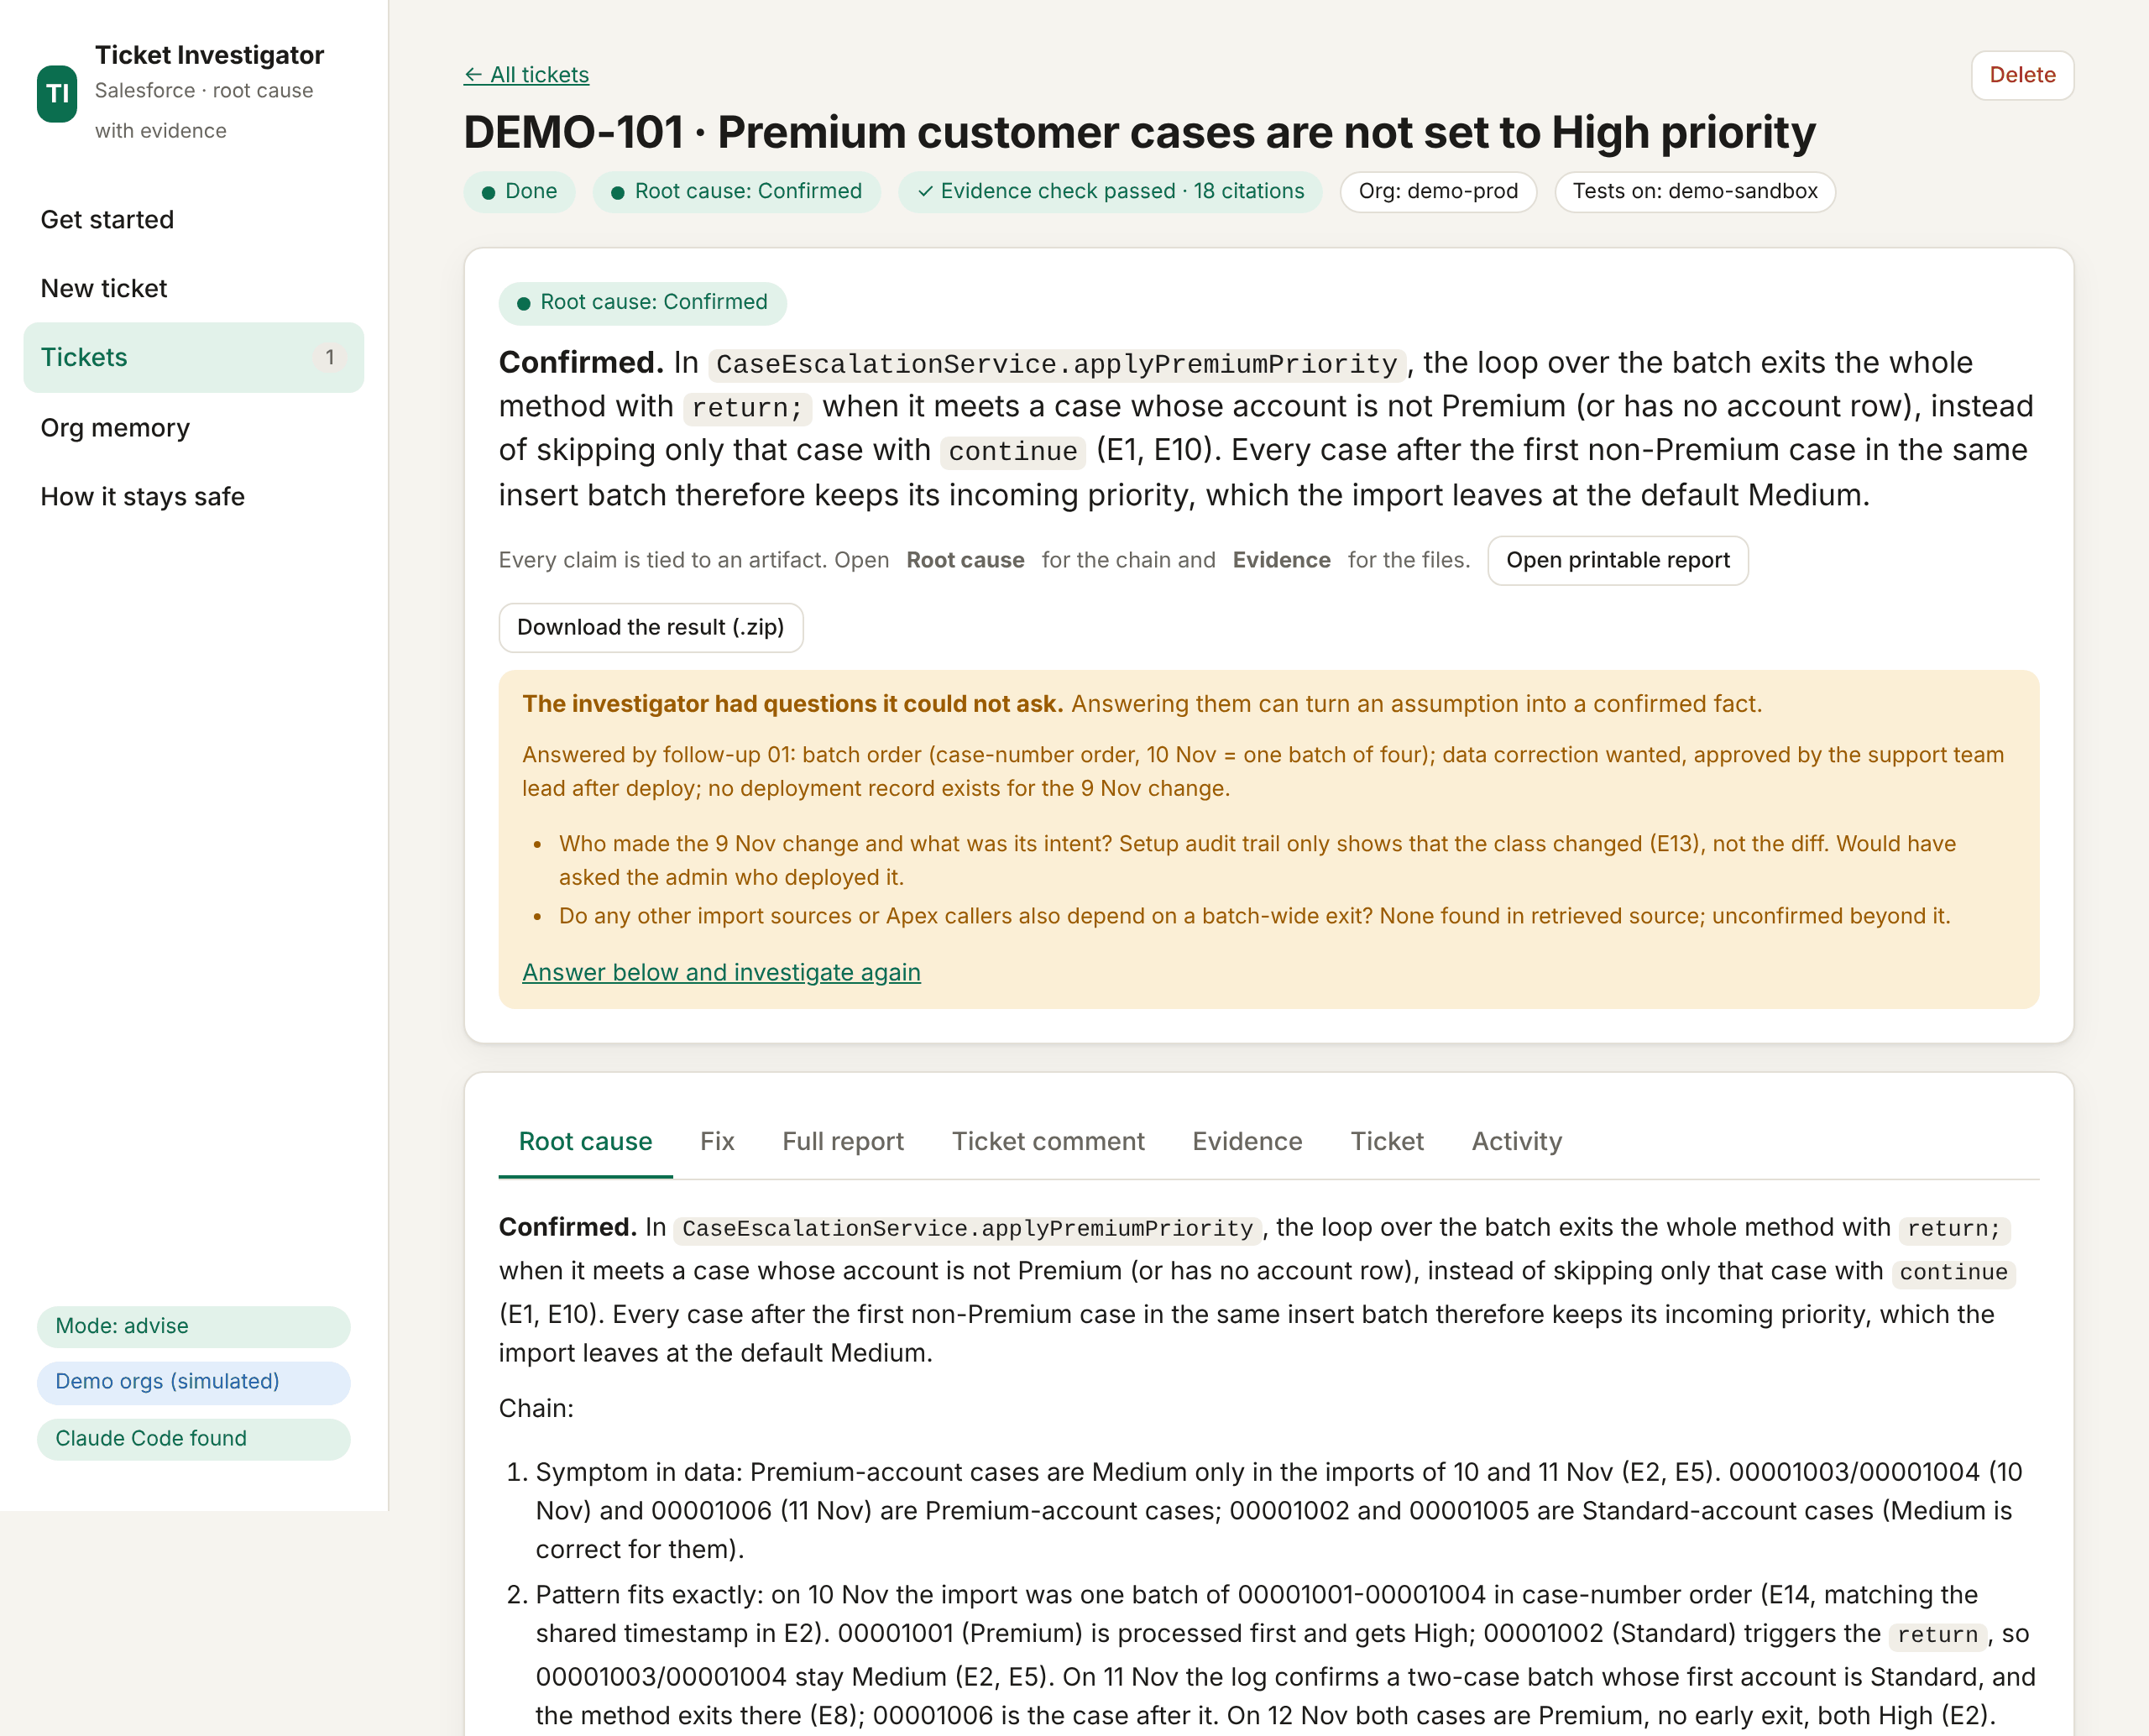 TI
Ticket Investigator
Salesforce · root cause
with evidence
Get started
New ticket
Tickets 1
Org memory
How it stays safe
Mode: advise
Demo orgs (simulated)
Claude Code found
← All tickets
Delete
DEMO-101 · Premium customer cases are not set to High priority
Done
Root cause: Confirmed
✓ Evidence check passed · 18 citations
Org: demo-prod
Tests on: demo-sandbox
Root cause: Confirmed
Confirmed. In CaseEscalationService.applyPremiumPriority, the loop over the batch exits the whole
method with return; when it meets a case whose account is not Premium (or has no account row), instead
of skipping only that case with continue (E1, E10). Every case after the first non-Premium case in the same
insert batch therefore keeps its incoming priority, which the import leaves at the default Medium.
Every claim is tied to an artifact. Open Root cause for the chain and Evidence for the files. Open printable report
Download the result (.zip)
The investigator had questions it could not ask. Answering them can turn an assumption into a confirmed fact.
Answered by follow-up 01: batch order (case-number order, 10 Nov = one batch of four); data correction wanted, approved by the support team
lead after deploy; no deployment record exists for the 9 Nov change.
• Who made the 9 Nov change and what was its intent? Setup audit trail only shows that the class changed (E13), not the diff. Would have
asked the admin who deployed it.
• Do any other import sources or Apex callers also depend on a batch-wide exit? None found in retrieved source; unconfirmed beyond it.
Answer below and investigate again
Root cause Fix Full report Ticket comment Evidence Ticket Activity
Confirmed. In CaseEscalationService.applyPremiumPriority, the loop over the batch exits the whole method with return;
when it meets a case whose account is not Premium (or has no account row), instead of skipping only that case with continue
(E1, E10). Every case after the first non-Premium case in the same insert batch therefore keeps its incoming priority, which the
import leaves at the default Medium.
Chain:
1. Symptom in data: Premium-account cases are Medium only in the imports of 10 and 11 Nov (E2, E5). 00001003/00001004 (10
Nov) and 00001006 (11 Nov) are Premium-account cases; 00001002 and 00001005 are Standard-account cases (Medium is
correct for them).
2. Pattern fits exactly: on 10 Nov the import was one batch of 00001001-00001004 in case-number order (E14, matching the
shared timestamp in E2). 00001001 (Premium) is processed first and gets High; 00001002 (Standard) triggers the return, so
00001003/00001004 stay Medium (E2, E5). On 11 Nov the log confirms a two-case batch whose first account is Standard, and
the method exits there (E8); 00001006 is the case after it. On 12 Nov both cases are Premium, no early exit, both High (E2).